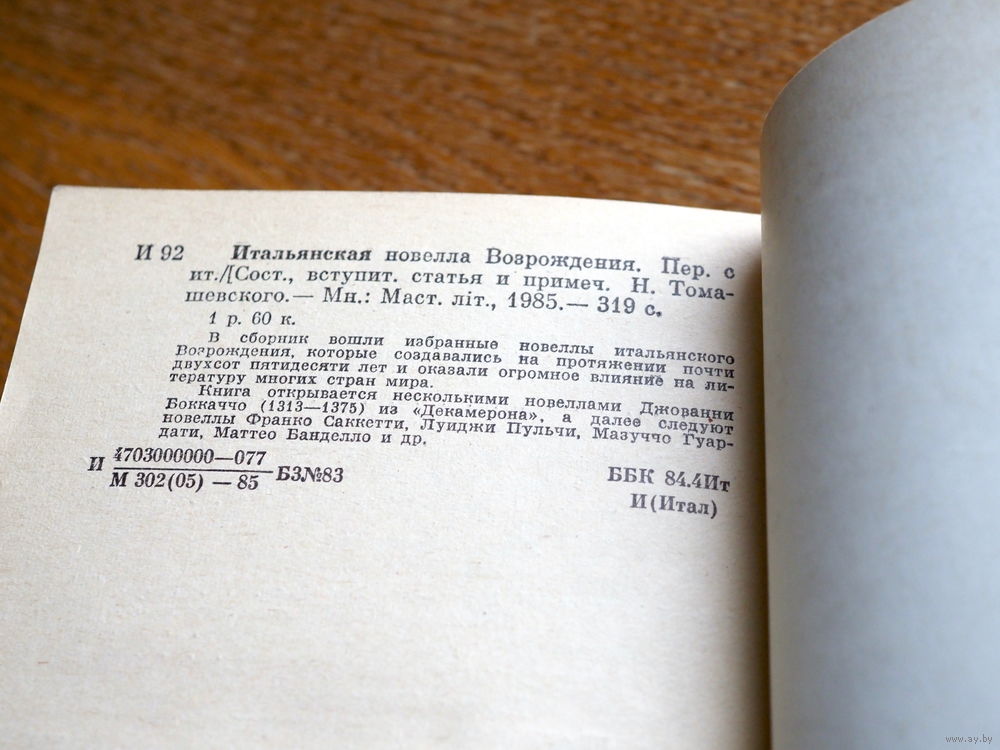 И 92 Итальянская новелла Возрождения. Пер. с
ит./[Сост., вступит. статья и примеч. Н. Тома-
шевского.— Мн.: Маст. літ., 1985.— 319 с.
1 р. 60 к.
В сборник вошли избранные новеллы итальянского
Возрождения, которые создавались на протяжении почти
двухсот пятидесяти лет и оказали огромное влияние на ли-
тературу многих стран мира.
Книга открывается несколькими новеллами Джованни
Боккаччо (1313—1375) из «Декамерона», а далее следуют
новеллы Франко Саккетти, Луиджи Пульчи, Мазуччо Гуар-
дати, Маттео Банделло и др.
И 4703000000—077
М 302(05) — 85 БЗ№83
ББК 84.4Ит
И(Итал)
www.ay.by